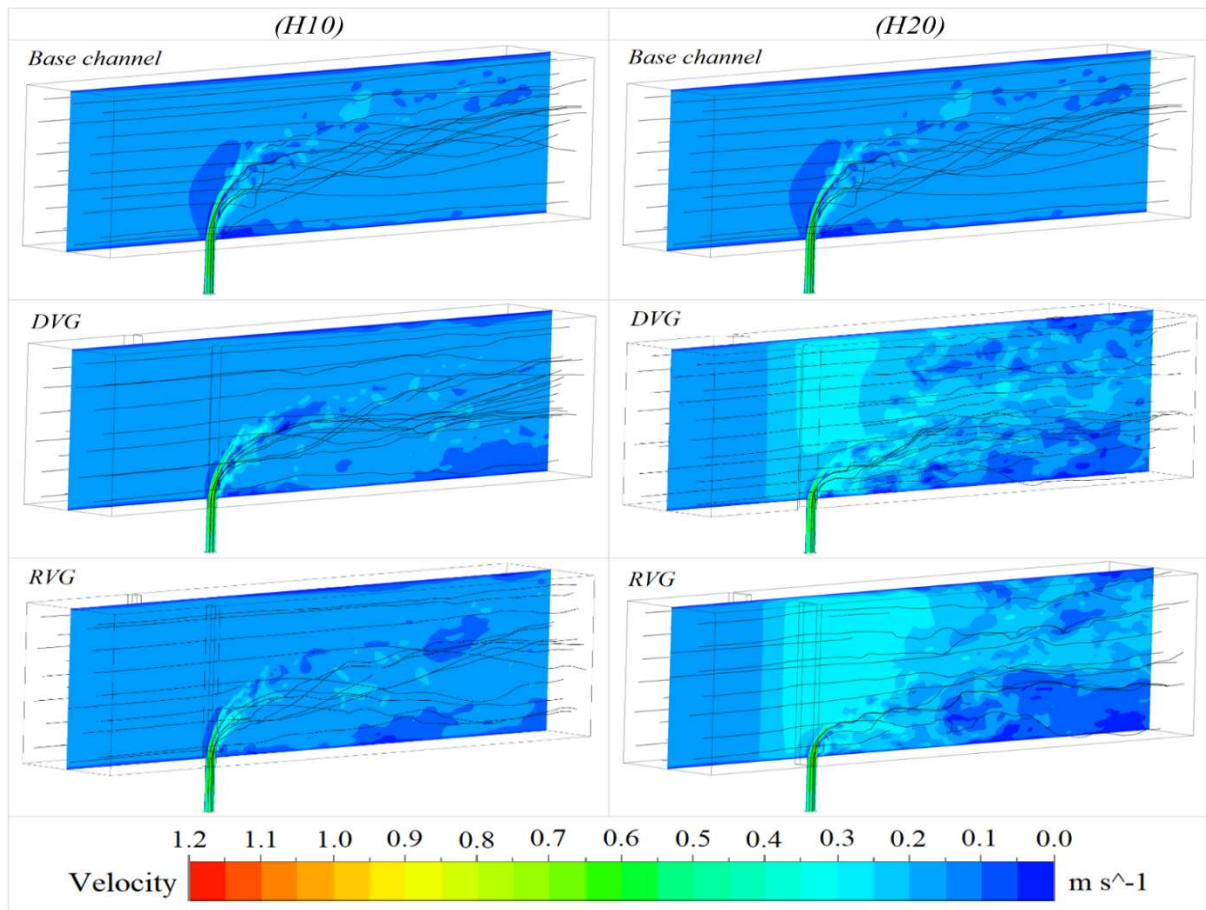 (H10) (H20)
Base channel Base channel
DVG DVG
RVG RVG
1.2 1.1 1.0 0.9 0.8 0.7 0.6 0.5 0.4 0.3 0.20 0.1 0.0
Velocity m s^-1